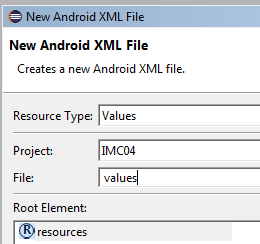 New Android XML File
New Android XML File
Creates a new Android XML file.
Resource Type: Values
Project: IMC04
File: values
Root Element:
R resources